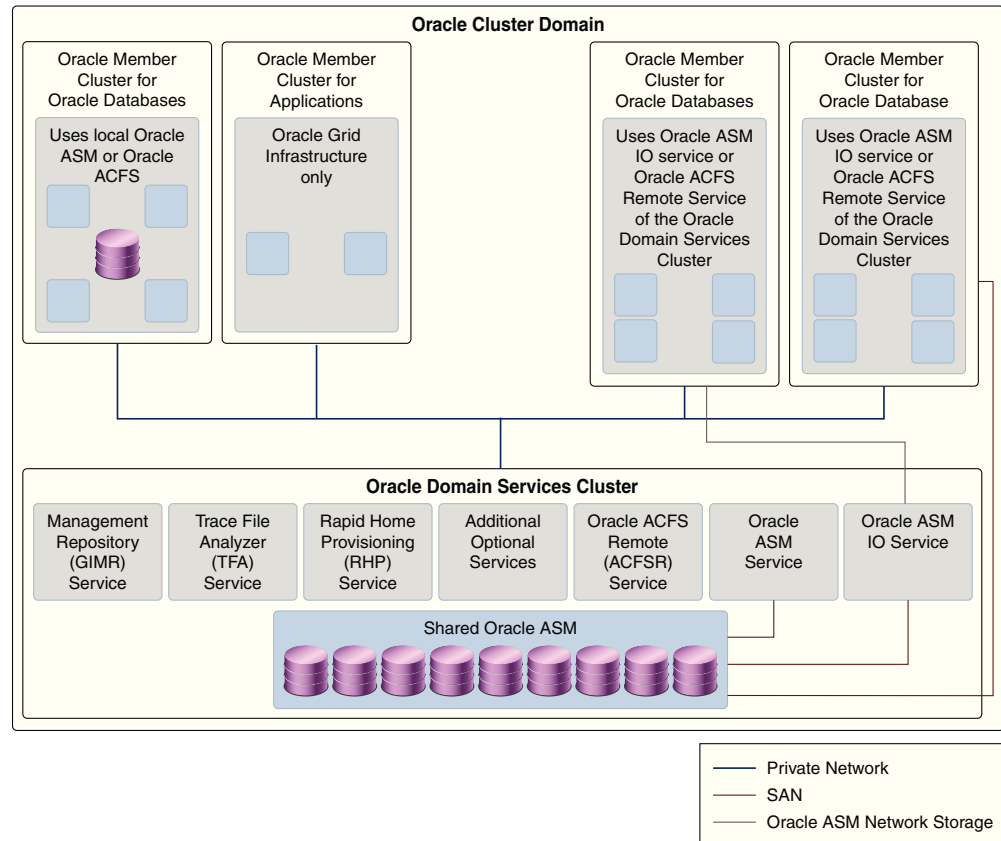 Oracle Cluster Domain
Oracle Member
Cluster for
Oracle Databases
Uses local Oracle
ASM or Oracle
ACFS
Oracle Member
Cluster for
Applications
Oracle Grid
Infrastructure
only
Oracle Member
Cluster for
Oracle Databases
Uses Oracle ASM
IO service or
Oracle ACFS
Remote Service
of the Oracle
Domain Services
Cluster
Oracle Member
Cluster for
Oracle Database
Uses Oracle ASM
IO service or
Oracle ACFS
Remote Service
of the Oracle
Domain Services
Cluster
Oracle Domain Services Cluster
Management
Repository
(GIMR)
Service
Trace File
Analyzer
(TFA)
Service
Rapid Home
Provisioning
(RHP)
Service
Additional
Optional
Services
Oracle ACFS
Remote
(ACFSR)
Service
Oracle
ASM
Service
Oracle ASM
IO Service
Shared Oracle ASM
Private Network
SAN
Oracle ASM Network Storage